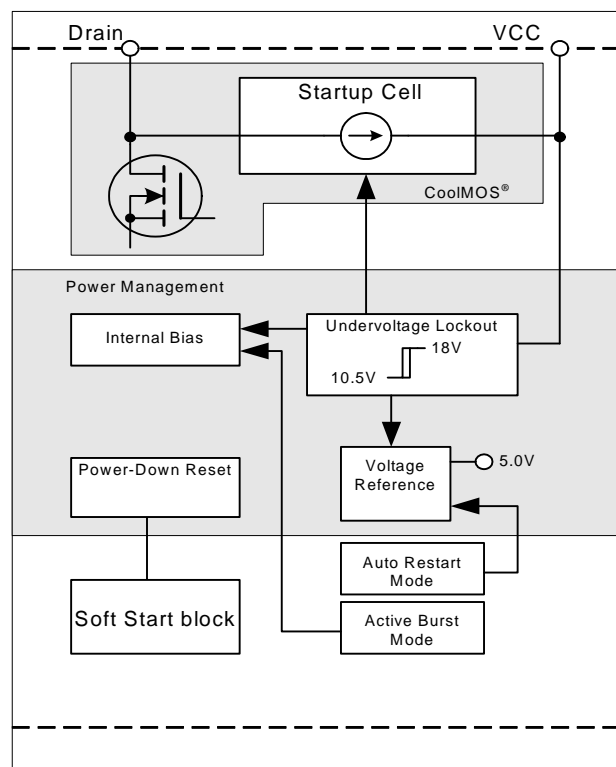 Drain
VCC
Startup Cell
CoolMOS®
Power Management
Internal Bias
Undervoltage Lockout
18V
10.5V
Power-Down Reset
Voltage
Reference
5.0V
Auto Restart
Mode
Soft Start block
Active Burst
Mode